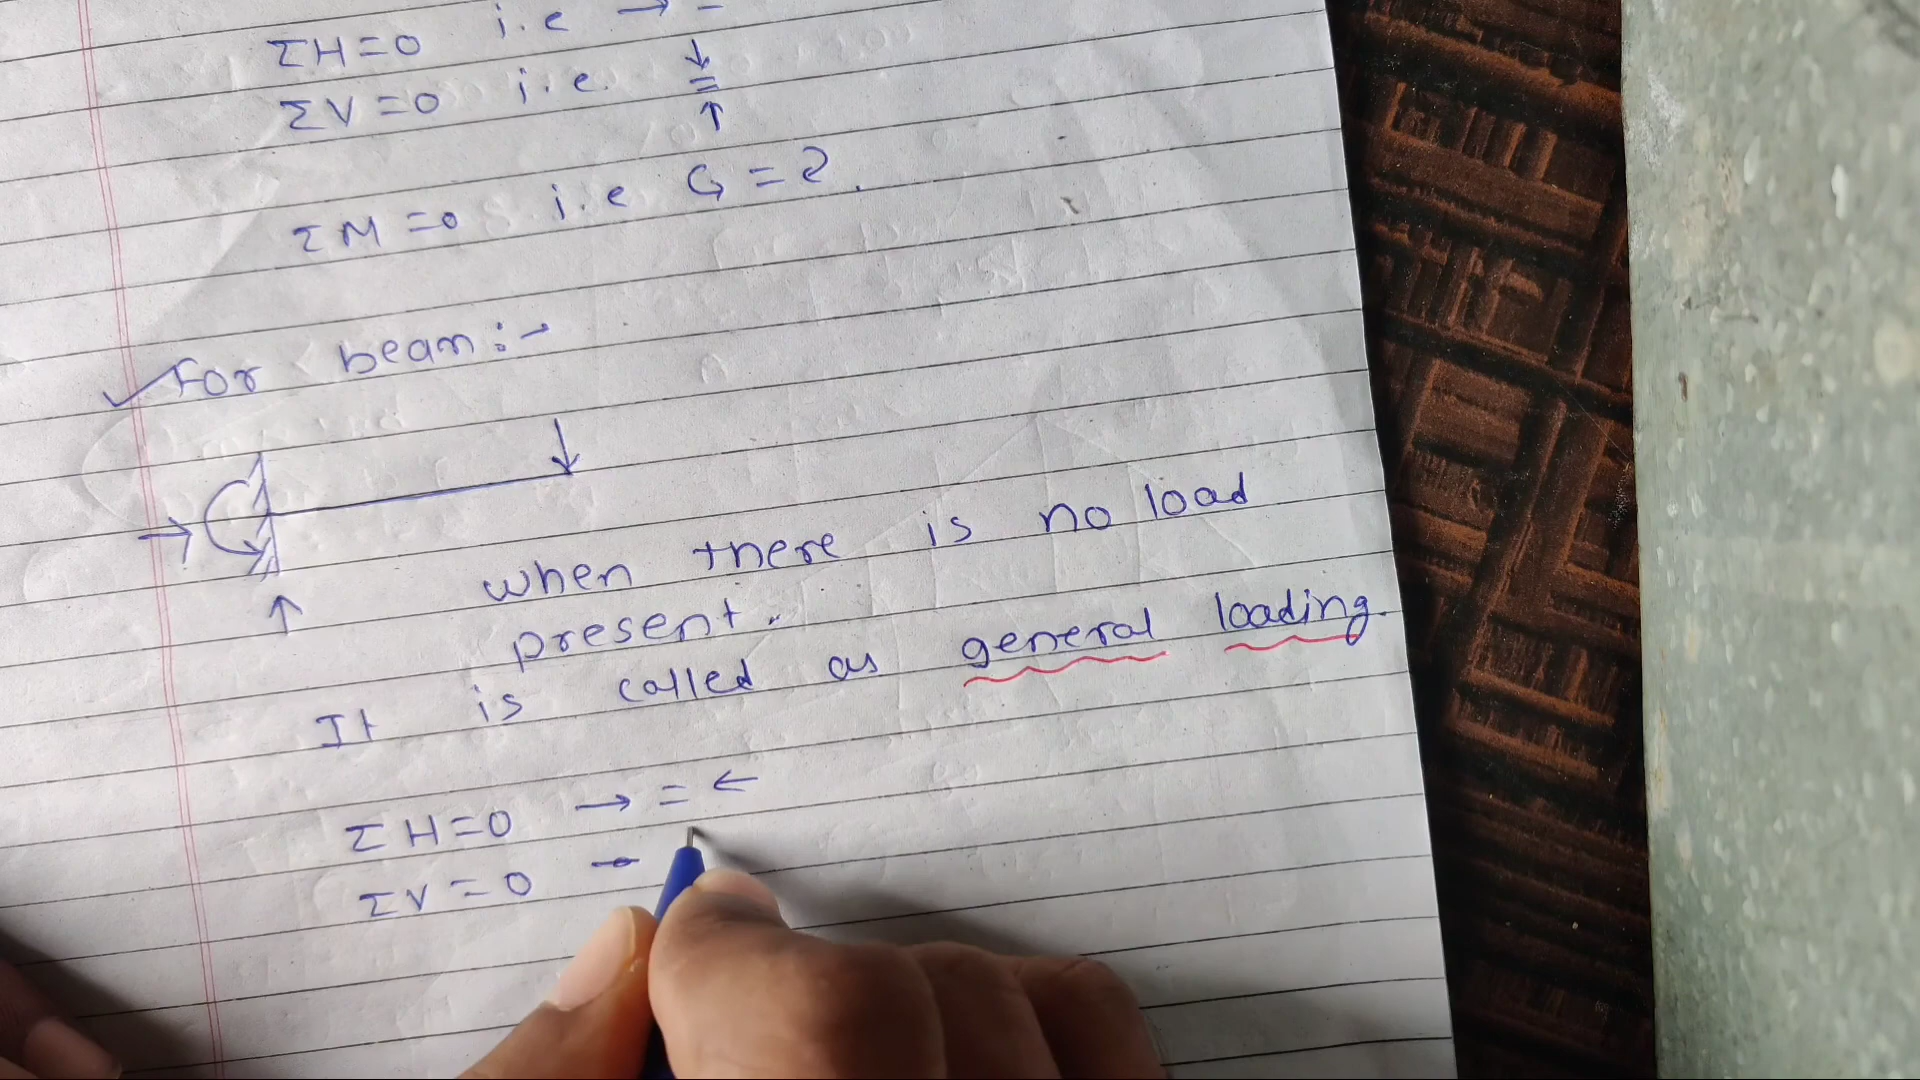 ΣH=0 i.e → =
ΣV=0 i.e. ↓ = ↑
ΣM=0 i.e ↺ = ↻.
✓ For beam:-
when there is no load
present.
It is called as general loading.
ΣH=0 → = ←
ΣV=0 -